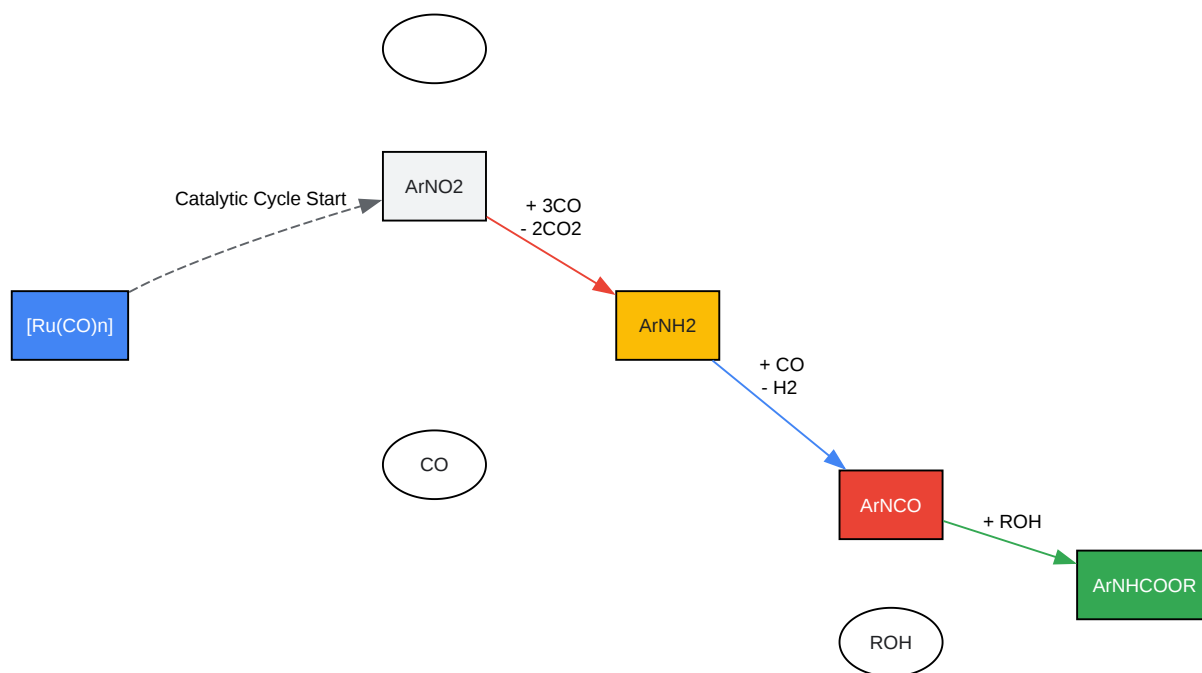 Catalytic Cycle Start
ArNO2
+ 3CO
- 2CO2
[Ru(CO)n]
ArNH2
+ CO
- H2
CO
ArNCO
+ ROH
ArNHCOOR
ROH